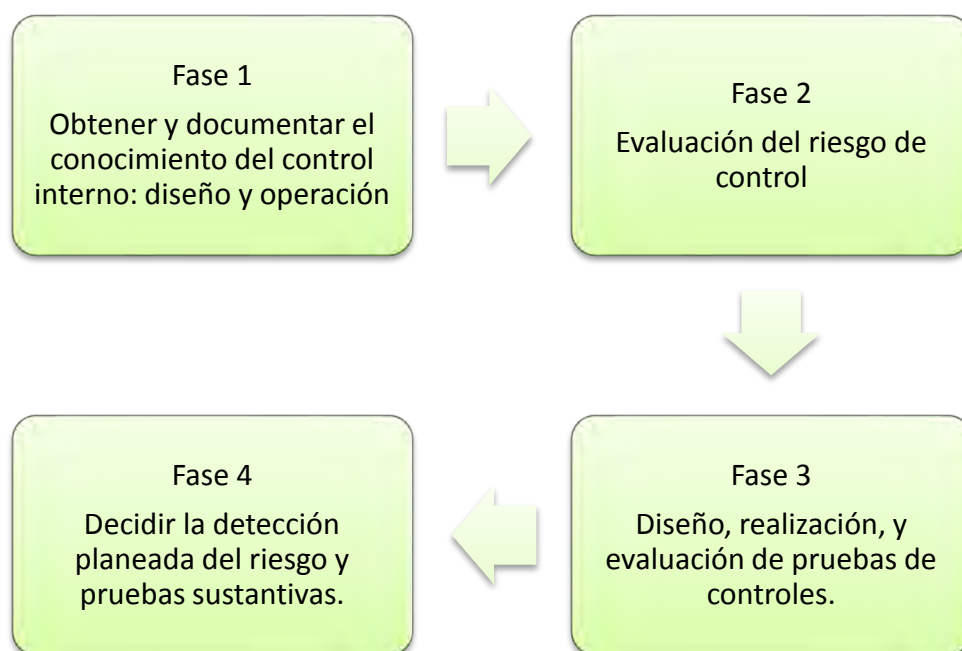 Fase 1
Obtener y documentar el
conocimiento del control
interno: diseño y operación
Fase 2
Evaluación del riesgo de
control
Fase 3
Diseño, realización, y
evaluación de pruebas de
controles.
Fase 4
Decidir la detección
planeada del riesgo y
pruebas sustantivas.